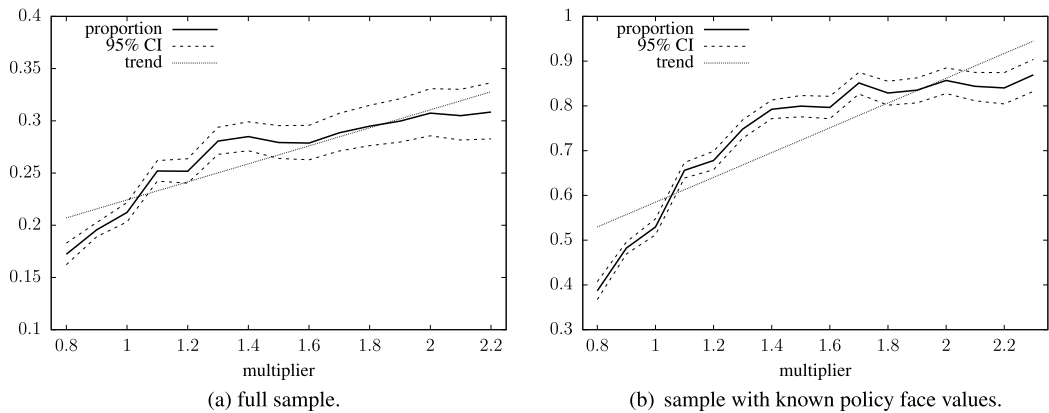 0.4
0.35
0.3
0.25
0.2
0.15
0.1
proportion
95% CI
trend
0.8 1 1.2 1.4 1.6 1.8 2 2.2
multiplier
(a) full sample.
1
0.9
0.8
0.7
0.6
0.5
0.4
0.3
proportion
95% CI
trend
0.8 1 1.2 1.4 1.6 1.8 2 2.2
multiplier
(b) sample with known policy face values.